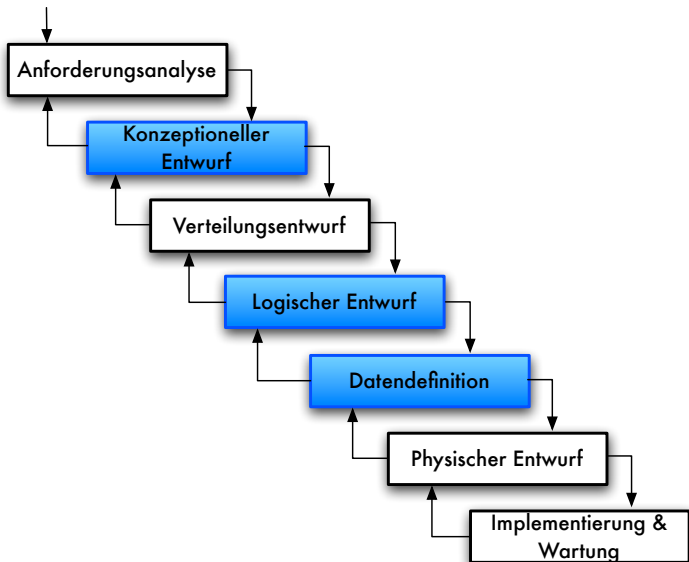 Anforderungsanalyse
Konzeptioneller
Entwurf
Verteilungsentwurf
Logischer Entwurf
Datendefinition
Physischer Entwurf
Implementierung &
Wartung